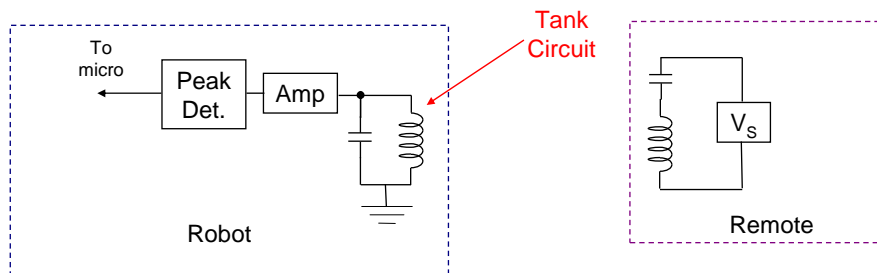 To
micro
Peak
Det.
Amp
Tank
Circuit
V_S
Robot
Remote